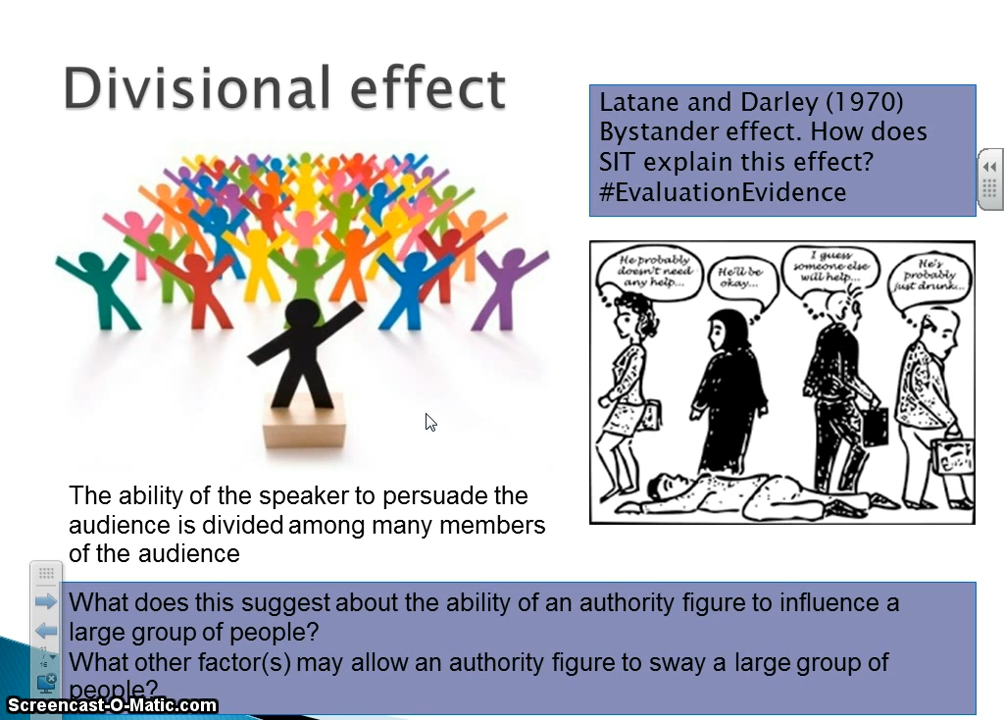 Divisional effect
Latane and Darley (1970)
Bystander effect. How does
SIT explain this effect?
#EvaluationEvidence
He probably
doesn't need
any help...
He'll be
okay...
I guess
someone else
will help...
He's
probably
just drunk...
The ability of the speaker to persuade the
audience is divided among many members
of the audience
What does this suggest about the ability of an authority figure to influence a
large group of people?
What other factor(s) may allow an authority figure to sway a large group of
people?
Screencast-O-Matic.com